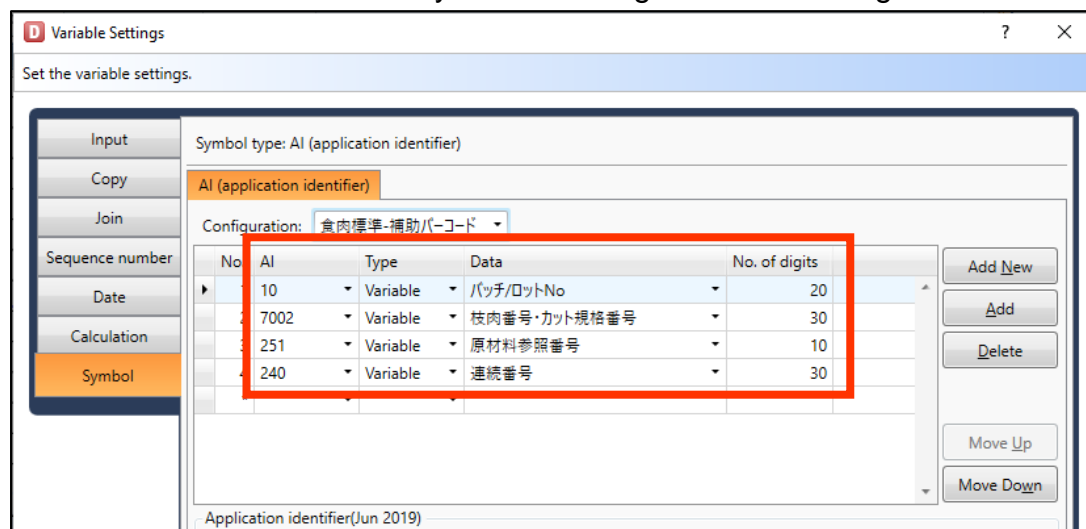 D Variable Settings ? ×
Set the variable settings.
Input
Copy
Join
Sequence number
Date
Calculation
Symbol
Symbol type: AI (application identifier)
AI (application identifier)
Configuration: 食肉標準-補助バーコード
No AI Type Data No. of digits
10 Variable バッチ/ロットNo 20
2 7002 Variable 枝肉番号・カット規格番号 30
3 251 Variable 原材料参照番号 10
4 240 Variable 連続番号 30
Add New
Add
Delete
Move Up
Move Down
Application identifier(Jun 2019)